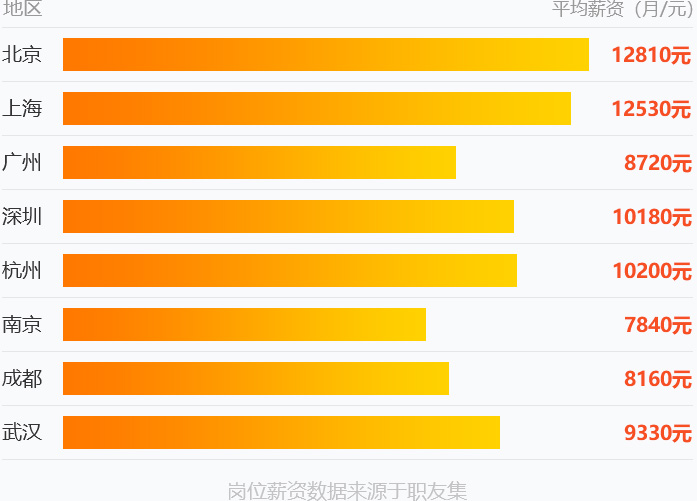 地区 平均薪资（月/元）
北京 12810元
上海 12530元
广州 8720元
深圳 10180元
杭州 10200元
南京 7840元
成都 8160元
武汉 9330元
岗位薪资数据来源于职友集